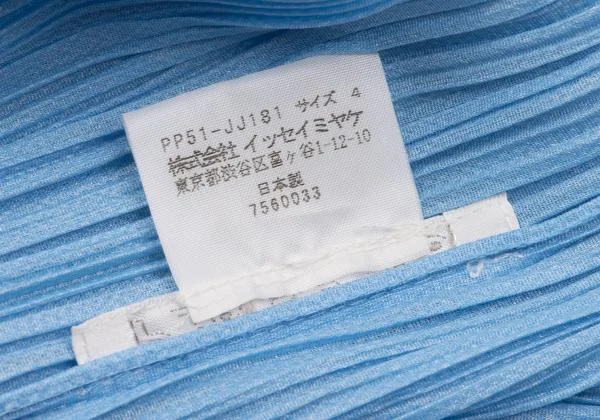 PP51-JJ181 サイズ 4
株式会社 イッセイミヤケ
東京都渋谷区富ヶ谷1-12-10
日本製
7560033